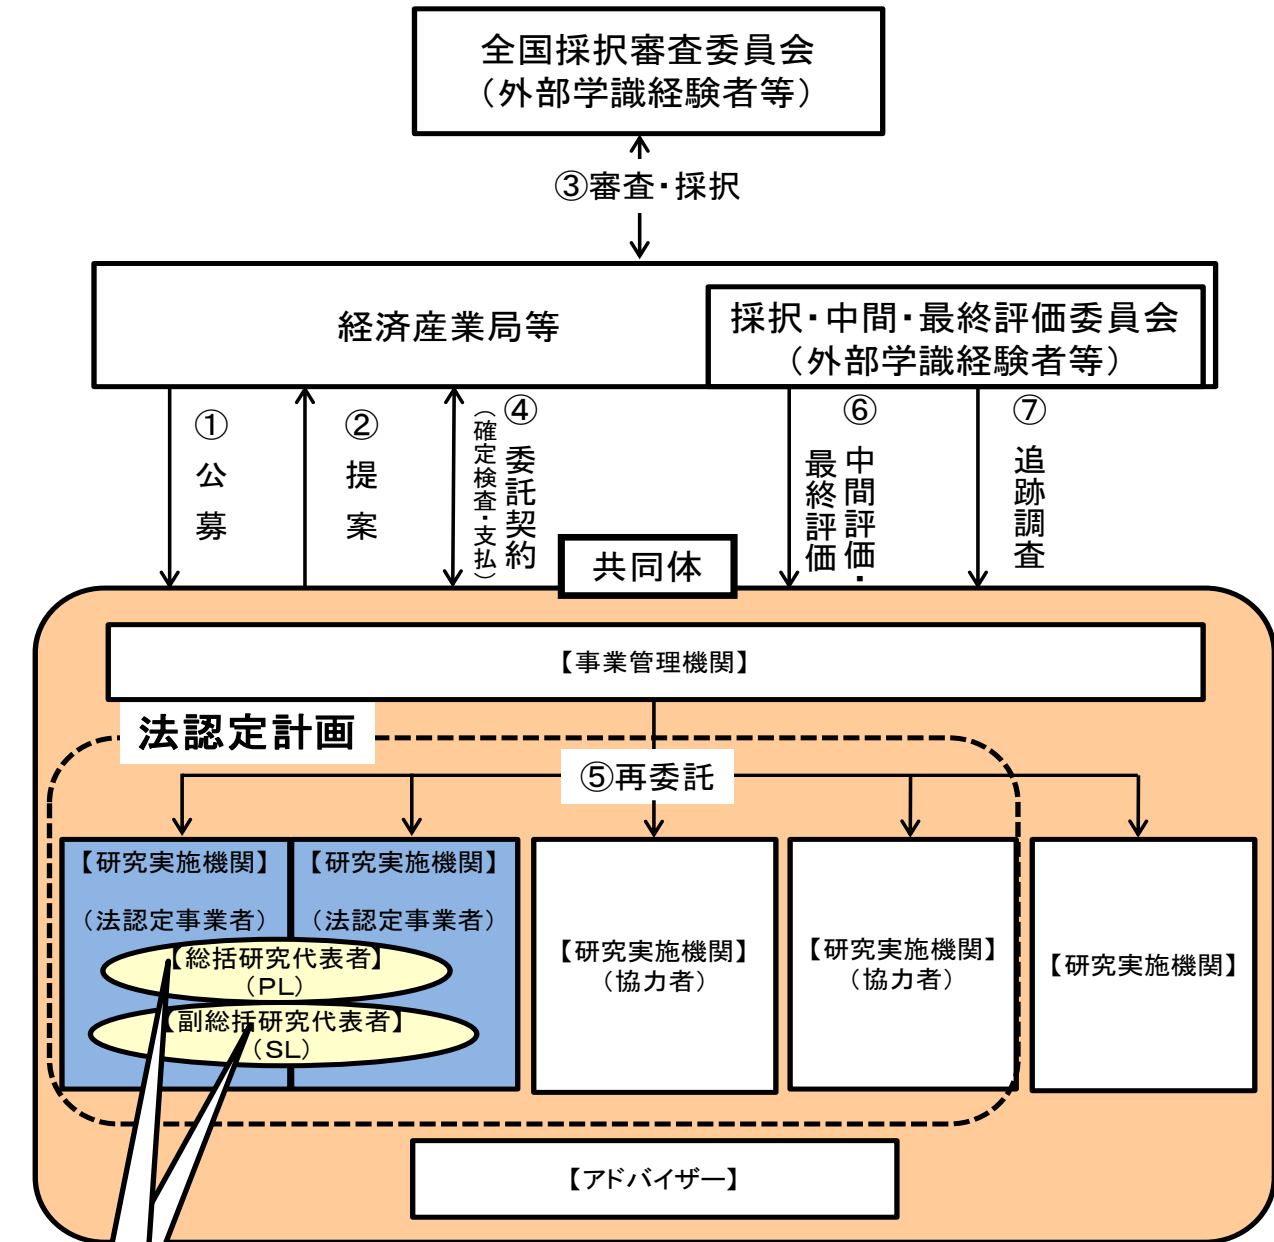 全国採択審査委員会
（外部学識経験者等）
③審査・採択
経済産業局等
採択・中間・最終評価委員会
（外部学識経験者等）
①公募
②提案
④委託契約
（確定検査・支払）
⑥中間評価・
最終評価
⑦追跡調査
共同体
【事業管理機関】
法認定計画
⑤再委託
【研究実施機関】
（法認定事業者）
【研究実施機関】
（法認定事業者）
【総括研究代表者】
（PL）
【副総括研究代表者】
（SL）
【研究実施機関】
（協力者）
【研究実施機関】
（協力者）
【研究実施機関】
【アドバイザー】